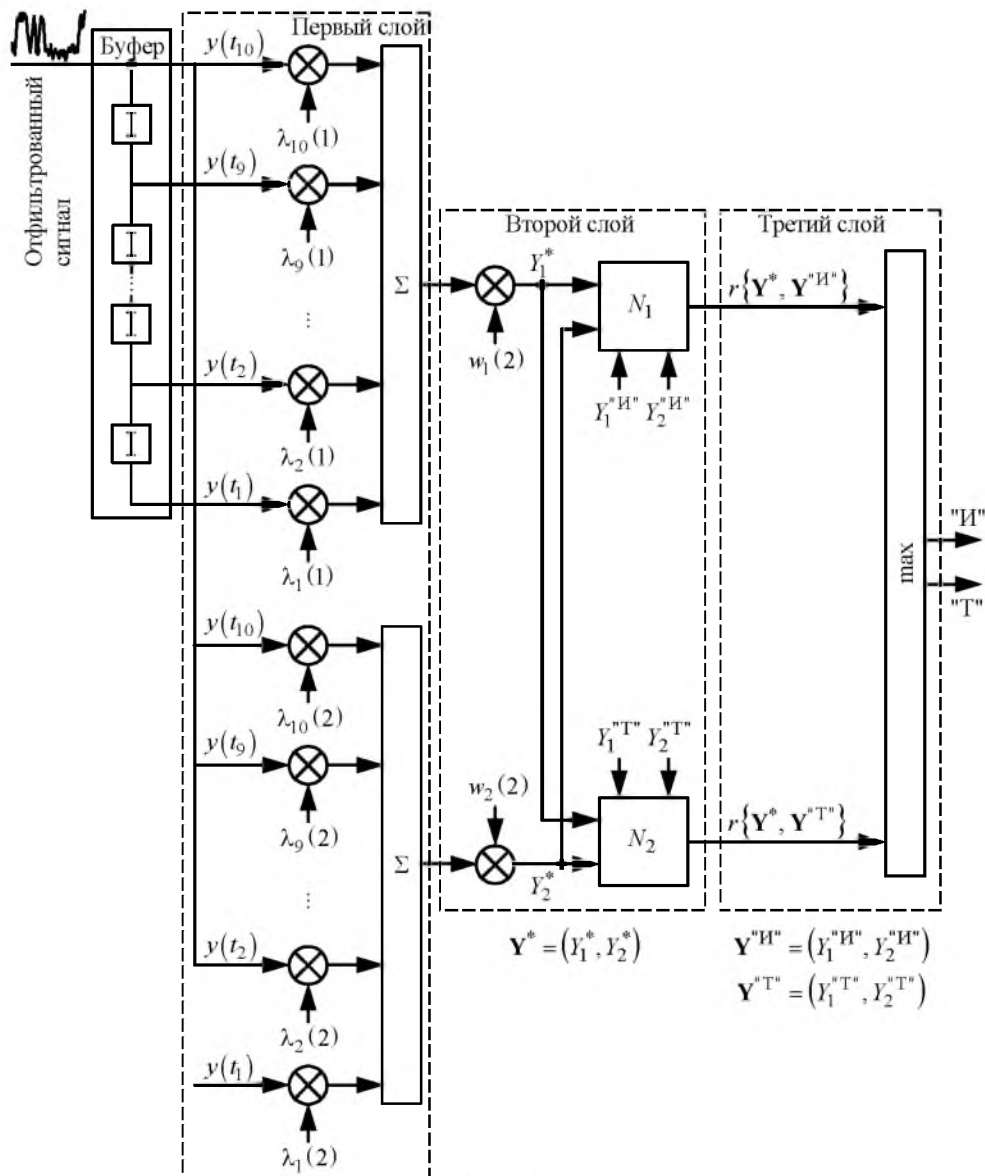 Отфильтрованный
сигнал
Буфер
Первый слой
y(t₁₀)
λ₁₀(1)
y(t₉)
λ₉(1)
⋮
y(t₂)
λ₂(1)
y(t₁)
λ₁(1)
Σ
y(t₁₀)
λ₁₀(2)
y(t₉)
λ₉(2)
⋮
y(t₂)
λ₂(2)
y(t₁)
λ₁(2)
Σ
Второй слой
Y₁*
w₁(2)
N₁
Y₁"И" Y₂"И"
Y₁"Т" Y₂"Т"
w₂(2)
N₂
Y₂*
Y* = (Y₁*, Y₂*)
Третий слой
r{Y*, Y"И"}
r{Y*, Y"Т"}
max
"И"
"Т"
Y"И" = (Y₁"И", Y₂"И")
Y"Т" = (Y₁"Т", Y₂"Т")